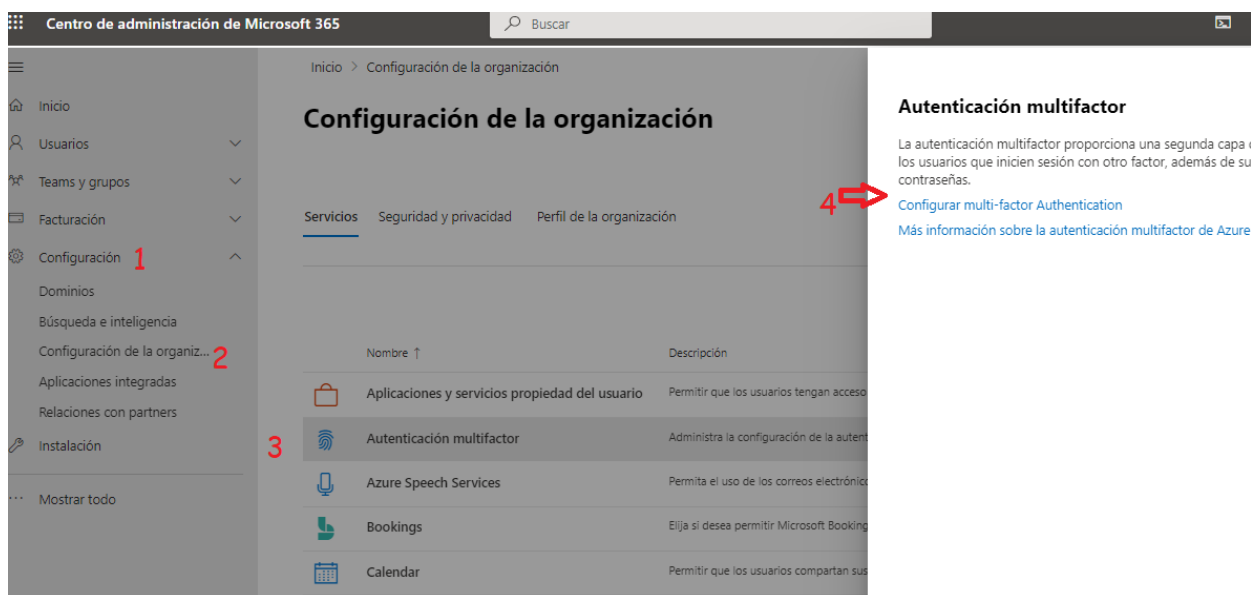 Centro de administración de Microsoft 365
Buscar
Inicio > Configuración de la organización
Inicio
Usuarios
Teams y grupos
Facturación
Configuración 1
Dominios
Búsqueda e inteligencia
Configuración de la organiz... 2
Aplicaciones integradas
Relaciones con partners
Instalación
Mostrar todo
Configuración de la organización
Servicios Seguridad y privacidad Perfil de la organización
Nombre ↑ Descripción
Aplicaciones y servicios propiedad del usuario Permitir que los usuarios tengan acceso
3 Autenticación multifactor Administra la configuración de la autent
Azure Speech Services Permita el uso de los correos electrónic
Bookings Elija si desea permitir Microsoft Booking
Calendar Permitir que los usuarios compartan sus
Autenticación multifactor
La autenticación multifactor proporciona una segunda capa
los usuarios que inicien sesión con otro factor, además de su
contraseñas.
4 Configurar multi-factor Authentication
Más información sobre la autenticación multifactor de Azure